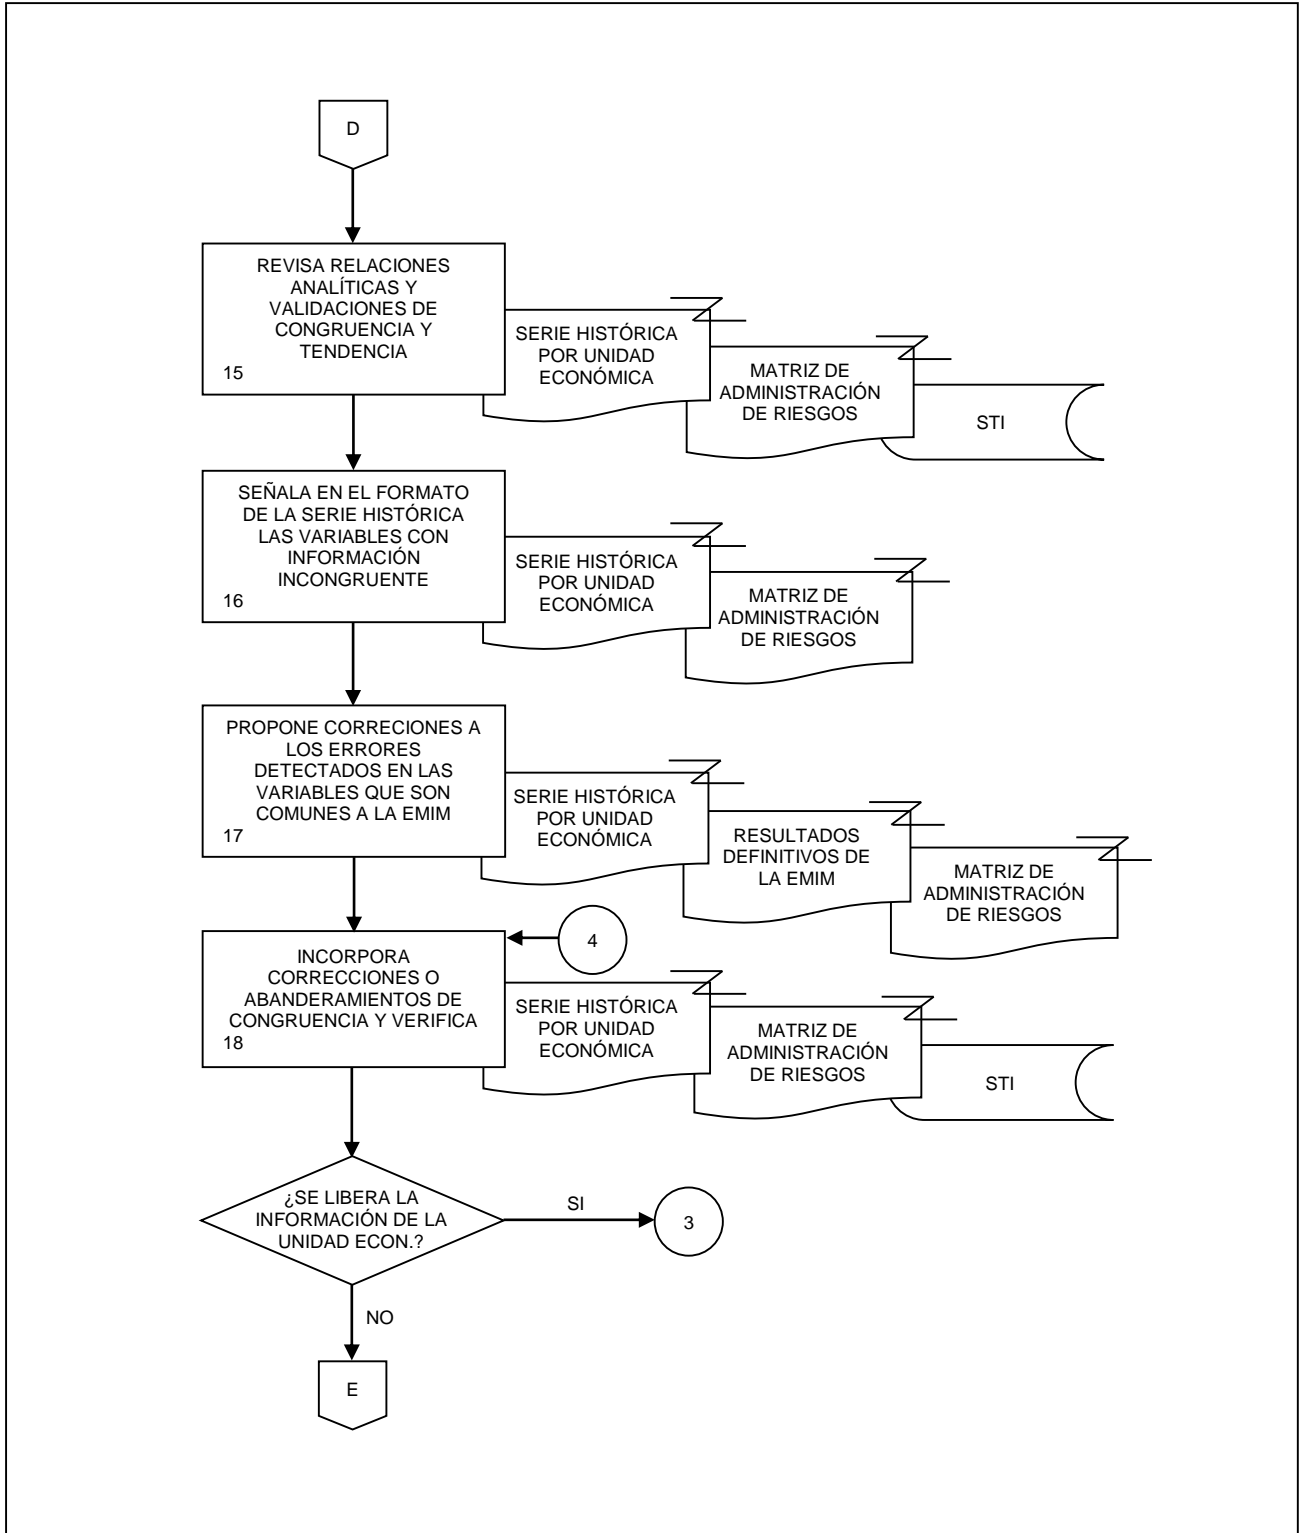 D
REVISA RELACIONES
ANALÍTICAS Y
VALIDACIONES DE
CONGRUENCIA Y
TENDENCIA
15
SERIE HISTÓRICA
POR UNIDAD
ECONÓMICA
MATRIZ DE
ADMINISTRACIÓN
DE RIESGOS
STI
SEÑALA EN EL FORMATO
DE LA SERIE HISTÓRICA
LAS VARIABLES CON
INFORMACIÓN
INCONGRUENTE
16
SERIE HISTÓRICA
POR UNIDAD
ECONÓMICA
MATRIZ DE
ADMINISTRACIÓN
DE RIESGOS
PROPONE CORRECIONES A
LOS ERRORES
DETECTADOS EN LAS
VARIABLES QUE SON
COMUNES A LA EMIM
17
SERIE HISTÓRICA
POR UNIDAD
ECONÓMICA
RESULTADOS
DEFINITIVOS DE
LA EMIM
MATRIZ DE
ADMINISTRACIÓN
DE RIESGOS
4
INCORPORA
CORRECCIONES O
ABANDERAMIENTOS DE
CONGRUENCIA Y VERIFICA
18
SERIE HISTÓRICA
POR UNIDAD
ECONÓMICA
MATRIZ DE
ADMINISTRACIÓN
DE RIESGOS
STI
¿SE LIBERA LA
INFORMACIÓN DE LA
UNIDAD ECON.?
SI
3
NO
E